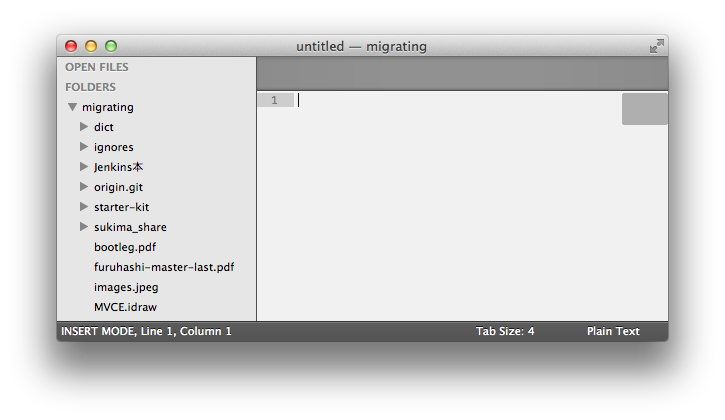 untitled — migrating
OPEN FILES
FOLDERS
migrating
dict
ignores
Jenkins本
origin.git
starter-kit
sukima_share
bootleg.pdf
furuhashi-master-last.pdf
images.jpeg
MVCE.idraw
1
INSERT MODE, Line 1, Column 1
Tab Size: 4
Plain Text